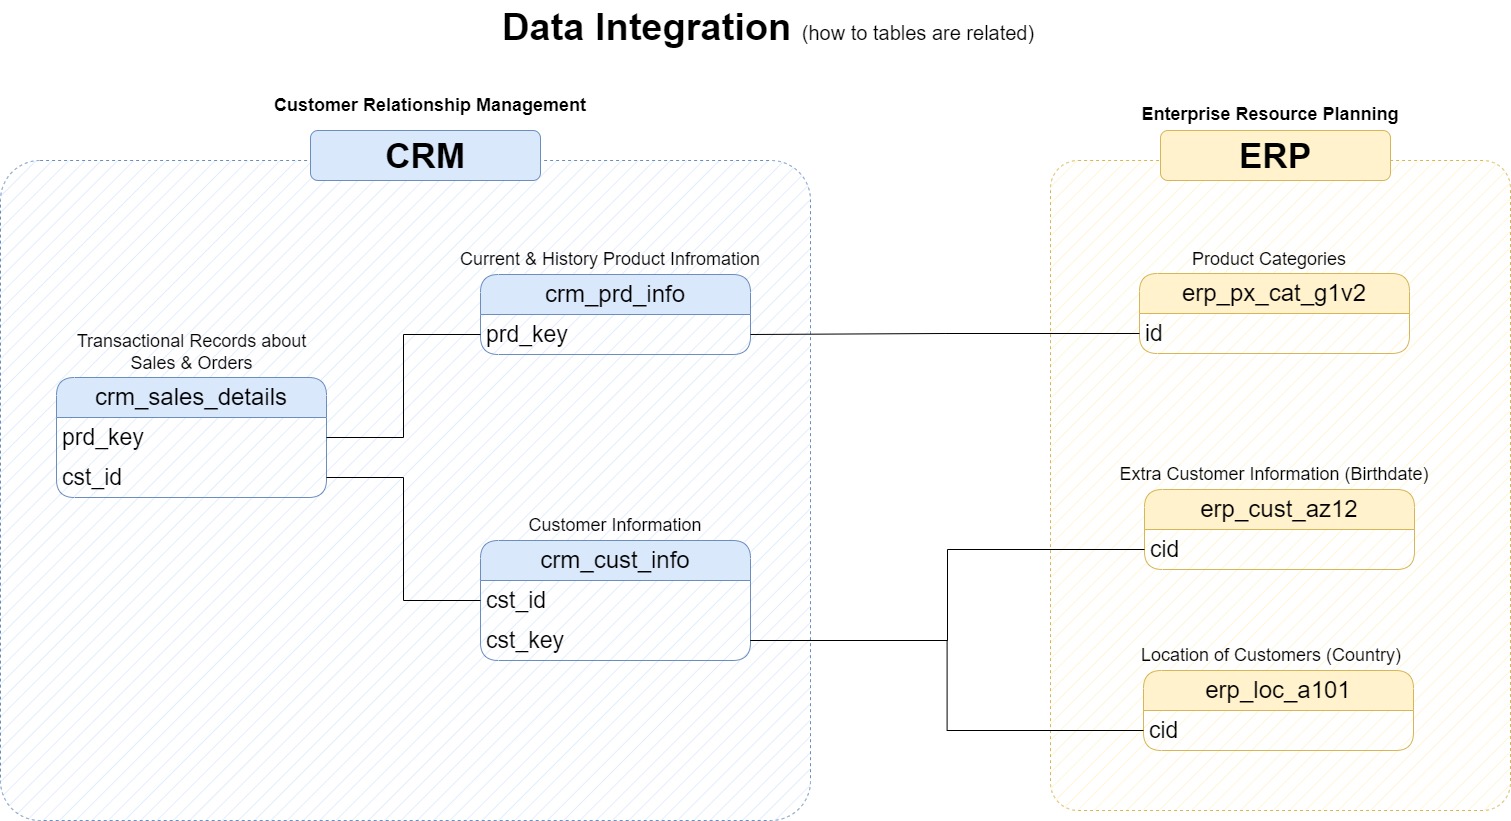 Data Integration (how to tables are related)
Customer Relationship Management
CRM
Enterprise Resource Planning
ERP
Current & History Product Infromation
crm_prd_info
prd_key
Product Categories
erp_px_cat_g1v2
id
Transactional Records about
Sales & Orders
crm_sales_details
prd_key
cst_id
Customer Information
crm_cust_info
cst_id
cst_key
Extra Customer Information (Birthdate)
erp_cust_az12
cid
Location of Customers (Country)
erp_loc_a101
cid